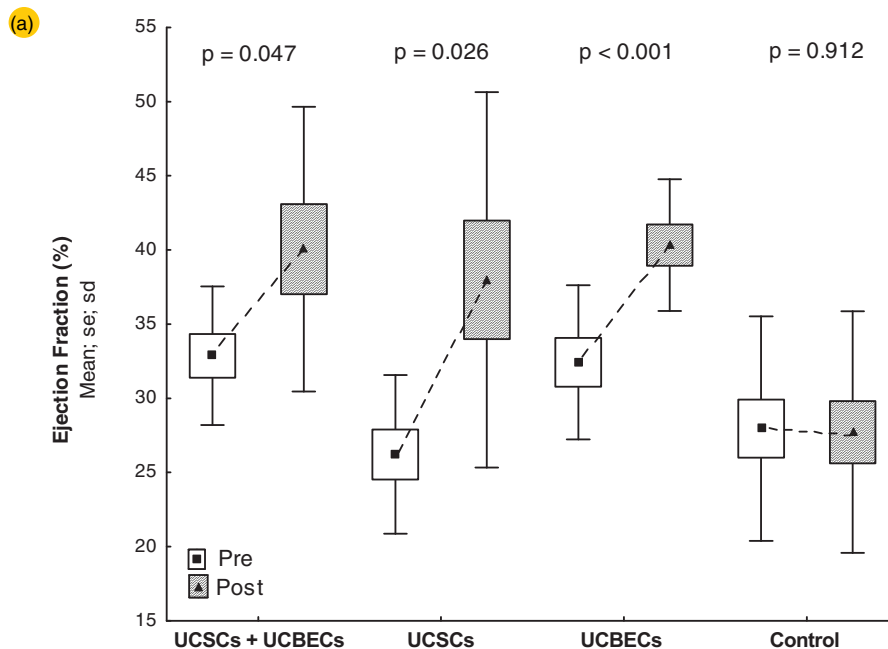 (a)
55
50
45
40
35
30
25
20
15
Ejection Fraction (%)
Mean; se; sd
p = 0.047
p = 0.026
p < 0.001
p = 0.912
Pre
Post
UCSCs + UCBECs
UCSCs
UCBECs
Control